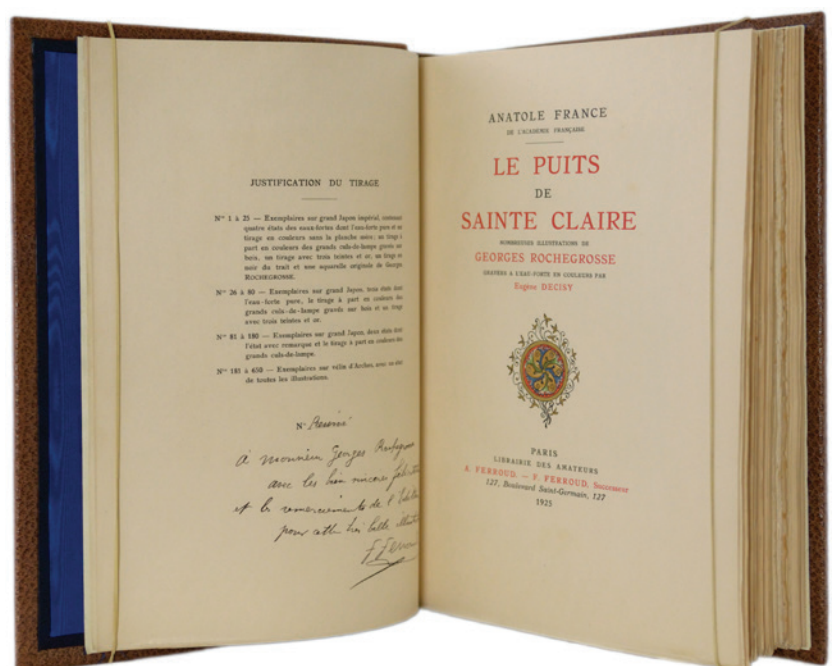 JUSTIFICATION DU TIRAGE
Nos 1 à 25 — Exemplaires sur grand Japon impérial, contenant
quatre états des eaux-fortes dont l'eau-forte pure et un
tirage en couleurs sans la planche noire; un tirage à
part en couleurs des grands culs-de-lampe gravés sur
bois, un tirage avec trois teintes et or, un tirage en
noir du trait et une aquarelle originale de Georges
ROCHEGROSSE.
Nos 26 à 80 — Exemplaires sur grand Japon, trois états dont
l'eau-forte pure, le tirage à part en couleurs des
grands culs-de-lampe gravés sur bois et un tirage
avec trois teintes et or.
Nos 81 à 180 — Exemplaires sur grand Japon, deux états dont
l'état avec remarque et le tirage à part en couleurs des
grands culs-de-lampe.
Nos 181 à 650 — Exemplaires sur vélin d'Arches, avec un état
de toutes les illustrations.
No Réservé
à monsieur Georges
avec les bien sincères
et les remerciements de l'
pour cette très belle
ANATOLE FRANCE
DE L'ACADÉMIE FRANÇAISE
LE PUITS
DE
SAINTE CLAIRE
NOMBREUSES ILLUSTRATIONS DE
GEORGES ROCHEGROSSE
GRAVÉES A L'EAU-FORTE EN COULEURS PAR
Eugène DECISY
PARIS
LIBRAIRIE DES AMATEURS
A. FERROUD. — F. FERROUD, Successeur
127, Boulevard Saint-Germain, 127
1925